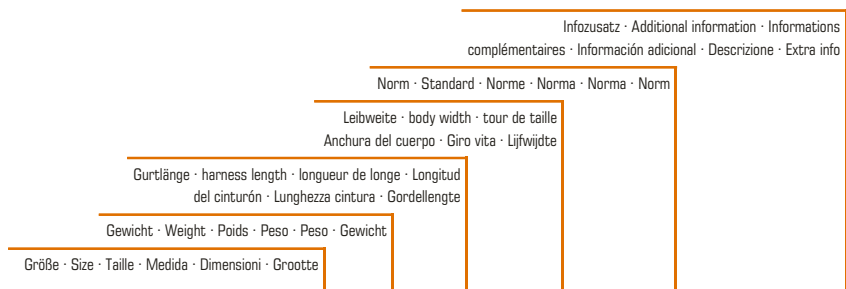 Infozusatz · Additional information · Informations
complémentaires · Información adicional · Descrizione · Extra info
Norm · Standard · Norme · Norma · Norma · Norm
Leibweite · body width · tour de taille
Anchura del cuerpo · Giro vita · Lijfwijdte
Gurtlänge · harness length · longueur de longe · Longitud
del cinturón · Lunghezza cintura · Gordellengte
Gewicht · Weight · Poids · Peso · Peso · Gewicht
Größe · Size · Taille · Medida · Dimensioni · Grootte